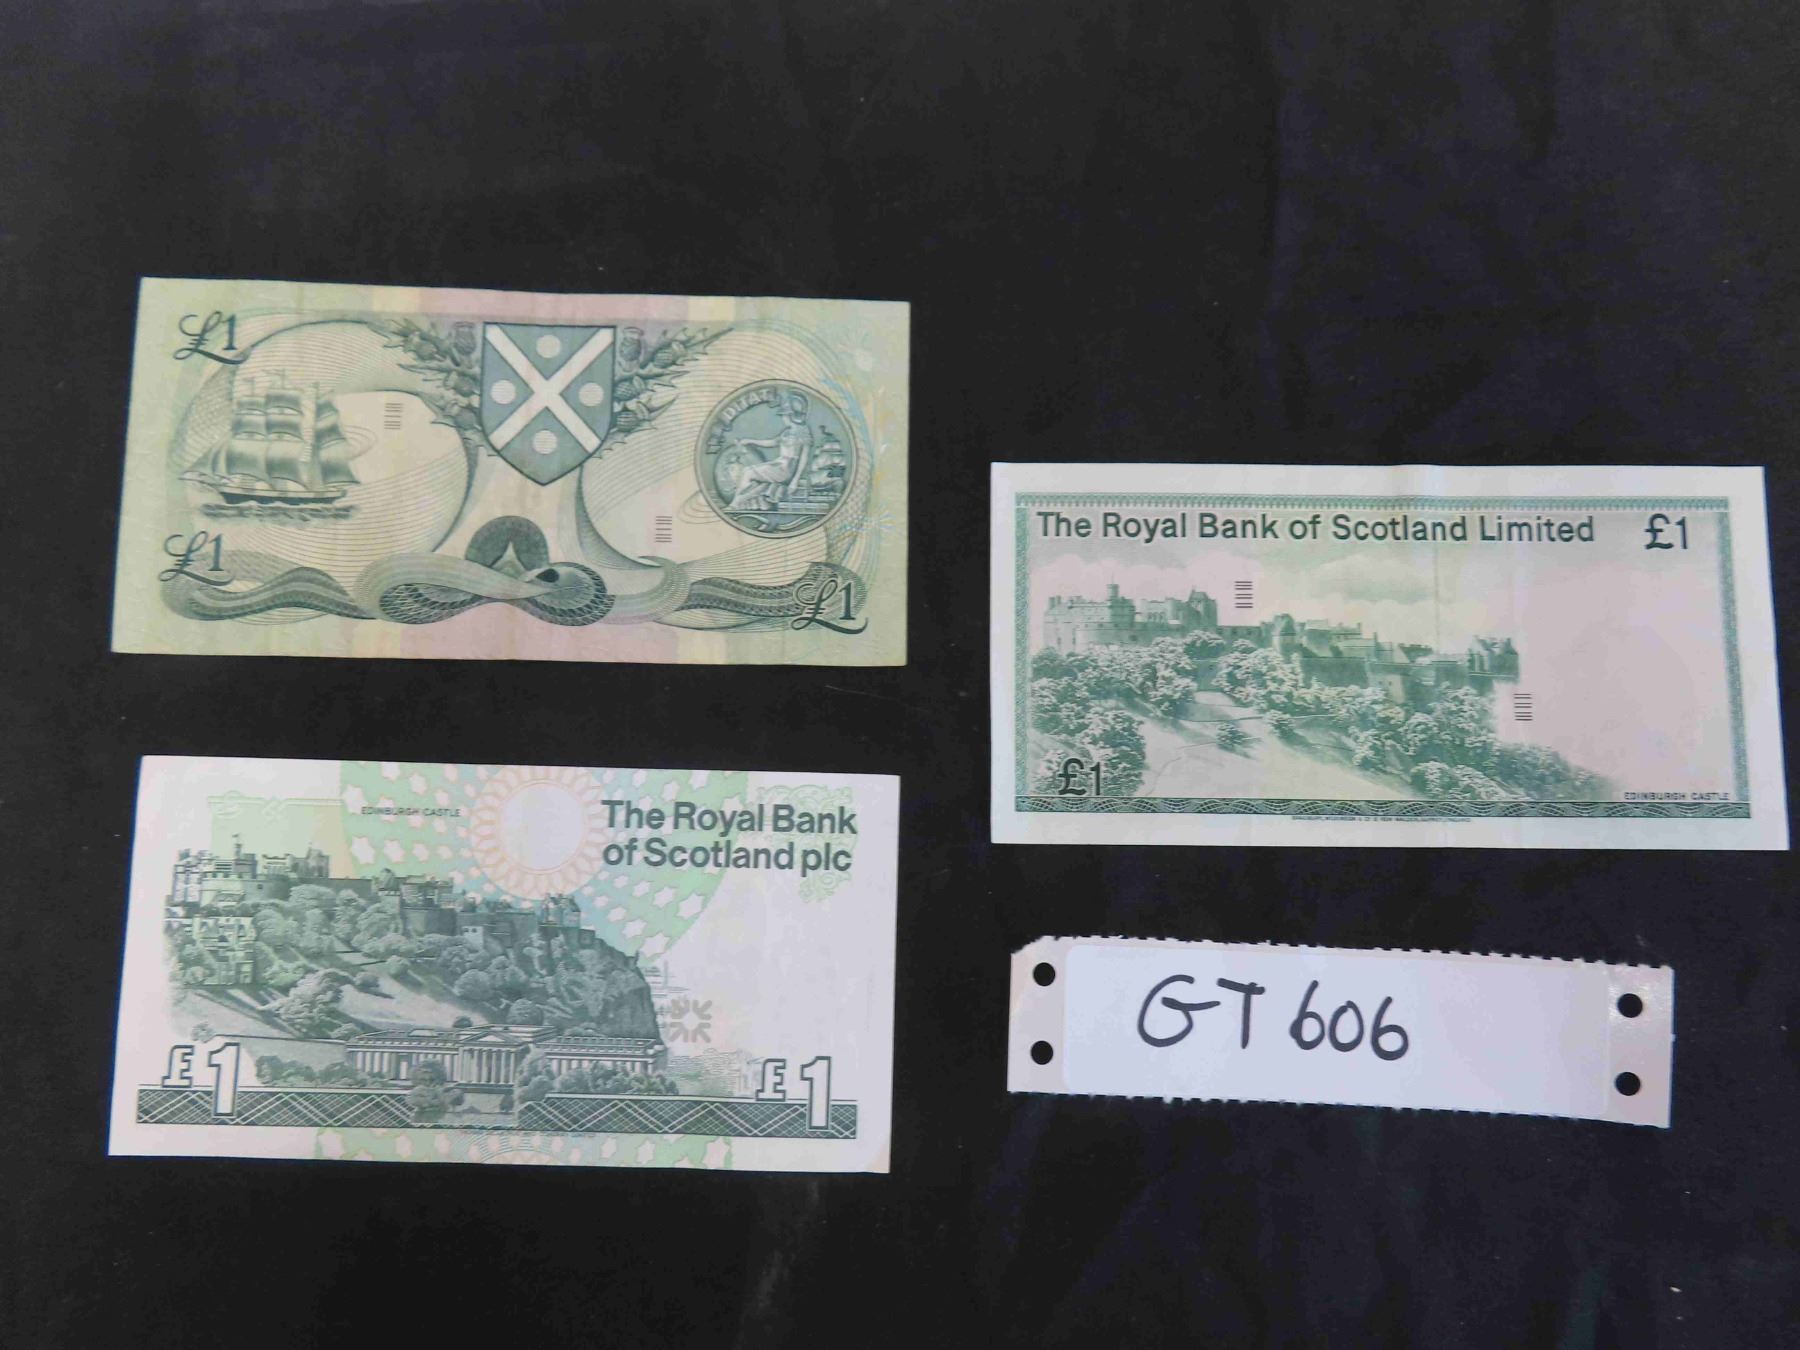 £1
DITAT
£1
£1
The Royal Bank of Scotland Limited £1
£1
EDINBURGH CASTLE
EDINBURGH CASTLE
The Royal Bank
of Scotland plc
£1
£1
GT 606